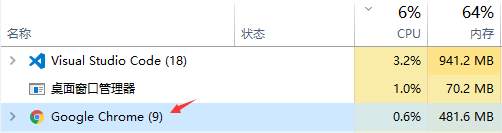 6% 64%
名称 状态 CPU 内存
Visual Studio Code (18) 3.2% 941.2 MB
桌面窗口管理器 1.0% 70.2 MB
Google Chrome (9) 0.6% 481.6 MB